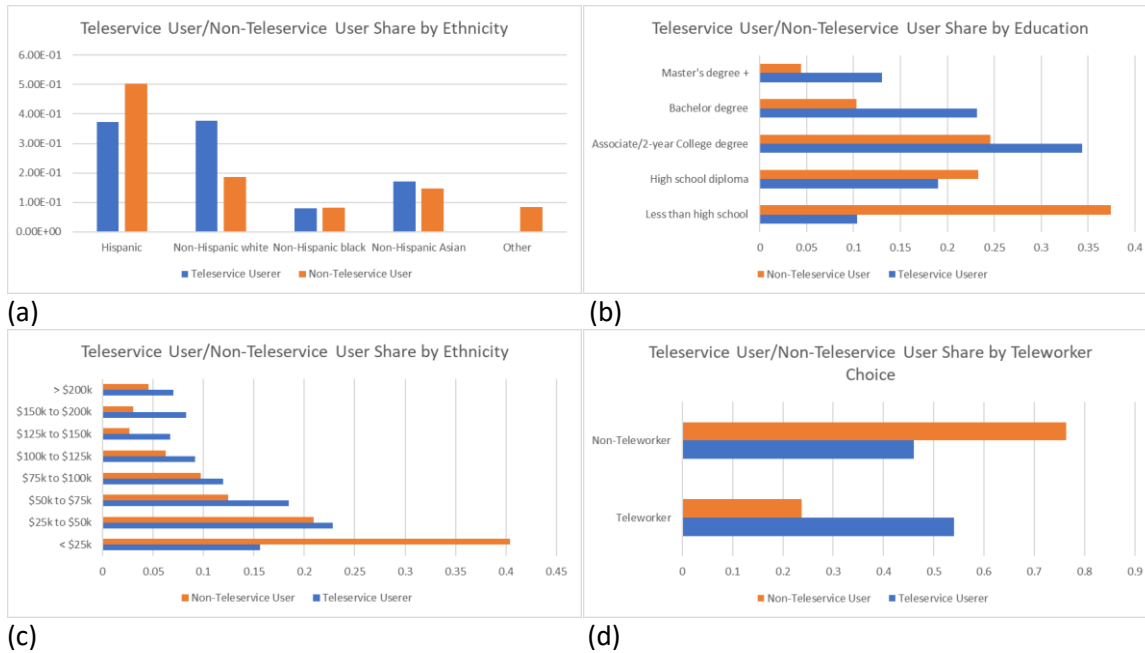 Teleservice User/Non-Teleservice User Share by Ethnicity
6.00E-01
5.00E-01
4.00E-01
3.00E-01
2.00E-01
1.00E-01
0.00E+00
Hispanic Non-Hispanic white Non-Hispanic black Non-Hispanic Asian Other
Teleservice Userer Non-Teleservice User
(a)
Teleservice User/Non-Teleservice User Share by Education
Master's degree +
Bachelor degree
Associate/2-year College degree
High school diploma
Less than high school
0 0.05 0.1 0.15 0.2 0.25 0.3 0.35 0.4
Non-Teleservice User Teleservice Userer
(b)
Teleservice User/Non-Teleservice User Share by Ethnicity
> $200k
$150k to $200k
$125k to $150k
$100k to $125k
$75k to $100k
$50k to $75k
$25k to $50k
< $25k
0 0.05 0.1 0.15 0.2 0.25 0.3 0.35 0.4 0.45
Non-Teleservice User Teleservice Userer
(c)
Teleservice User/Non-Teleservice User Share by Teleworker
Choice
Non-Teleworker
Teleworker
0 0.1 0.2 0.3 0.4 0.5 0.6 0.7 0.8 0.9
Non-Teleservice User Teleservice Userer
(d)